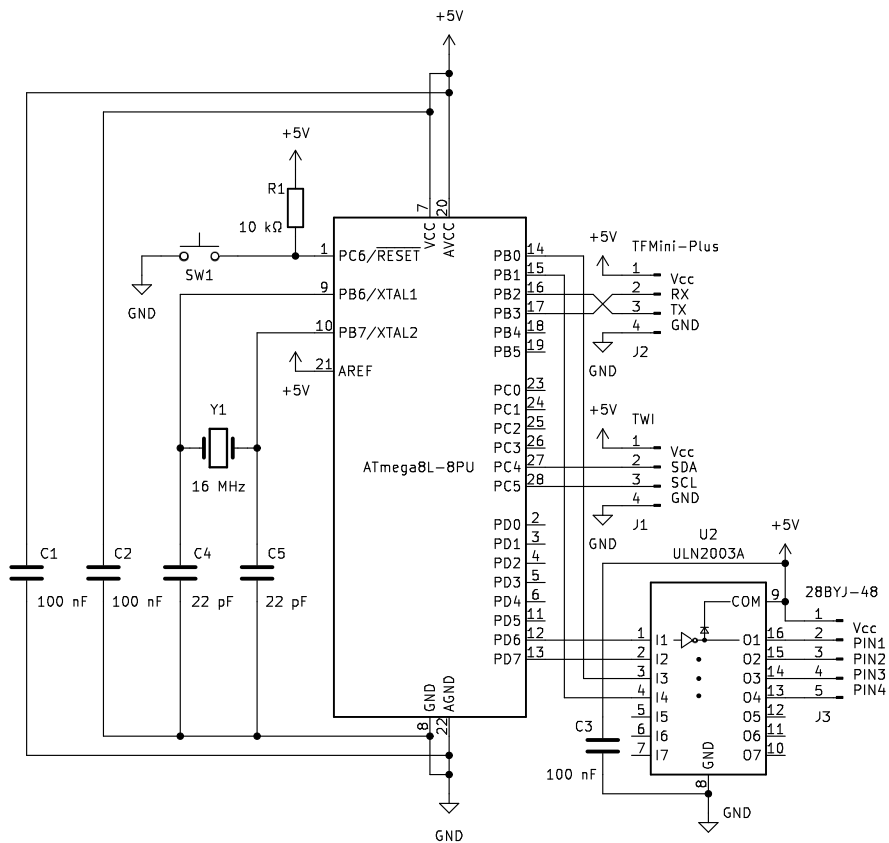 +5V
+5V
R1
10 kΩ
SW1
GND
1
9
10
21
+5V
7
20
VCC
AVCC
PC6/RESET
PB6/XTAL1
PB7/XTAL2
AREF
ATmega8L-8PU
Y1
16 MHz
C1
100 nF
C2
100 nF
C4
22 pF
C5
22 pF
PB0 14
PB1 15
PB2 16
PB3 17
PB4 18
PB5 19
PC0 23
PC1 24
PC2 25
PC3 26
PC4 27
PC5 28
PD0 2
PD1 3
PD2 4
PD3 5
PD4 6
PD5 11
PD6 12
PD7 13
GND
AGND
8
22
GND
+5V
TFMini-Plus
1 Vcc
2 RX
3 TX
4 GND
GND
J2
+5V
TWI
1 Vcc
2 SDA
3 SCL
4 GND
GND
J1
+5V
U2
ULN2003A
COM 9
1 I1
2 I2
3 I3
4 I4
5 I5
6 I6
7 I7
O1 16
O2 15
O3 14
O4 13
O5 12
O6 11
O7 10
GND
8
GND
C3
100 nF
28BYJ-48
1 Vcc
2 PIN1
3 PIN2
4 PIN3
5 PIN4
J3